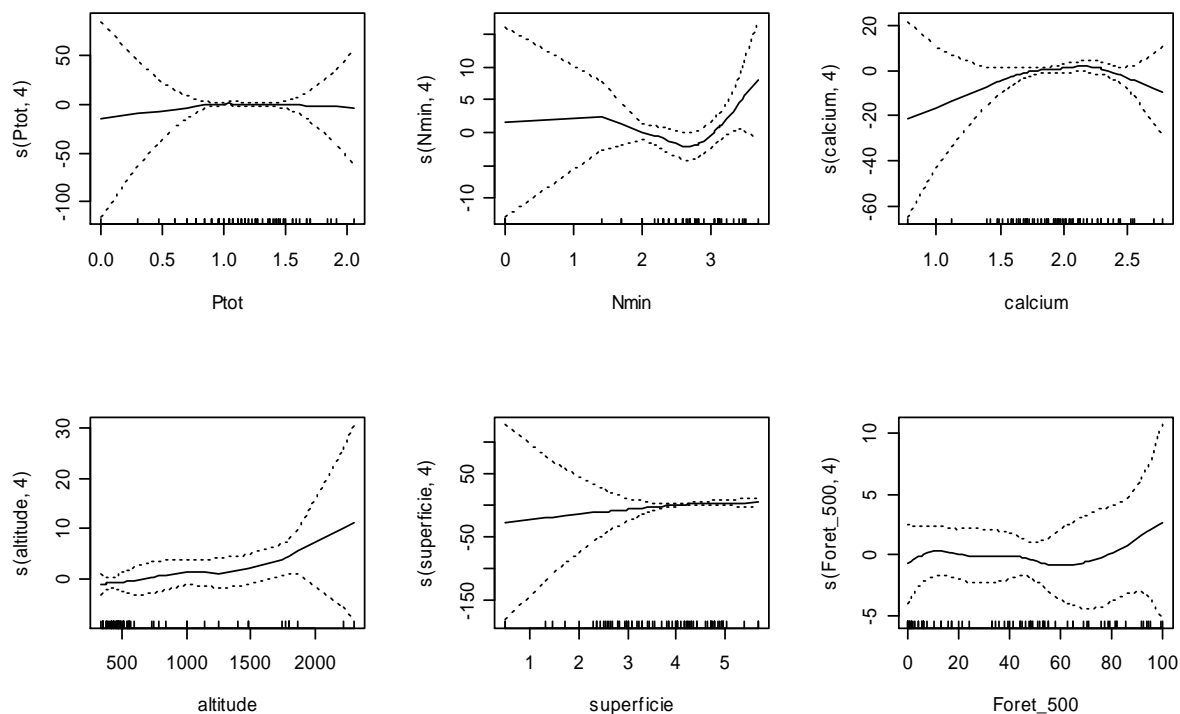 s(Ptot, 4)
50
0
-50
-100
0.0 0.5 1.0 1.5 2.0
Ptot
s(Nmin, 4)
10
5
0
-10
0 1 2 3
Nmin
s(calcium, 4)
20
0
-20
-40
-60
1.0 1.5 2.0 2.5
calcium
s(altitude, 4)
30
20
10
0
500 1000 1500 2000
altitude
s(superficie, 4)
50
-50
-150
1 2 3 4 5
superficie
s(Foret_500, 4)
10
5
0
-5
0 20 40 60 80 100
Foret_500